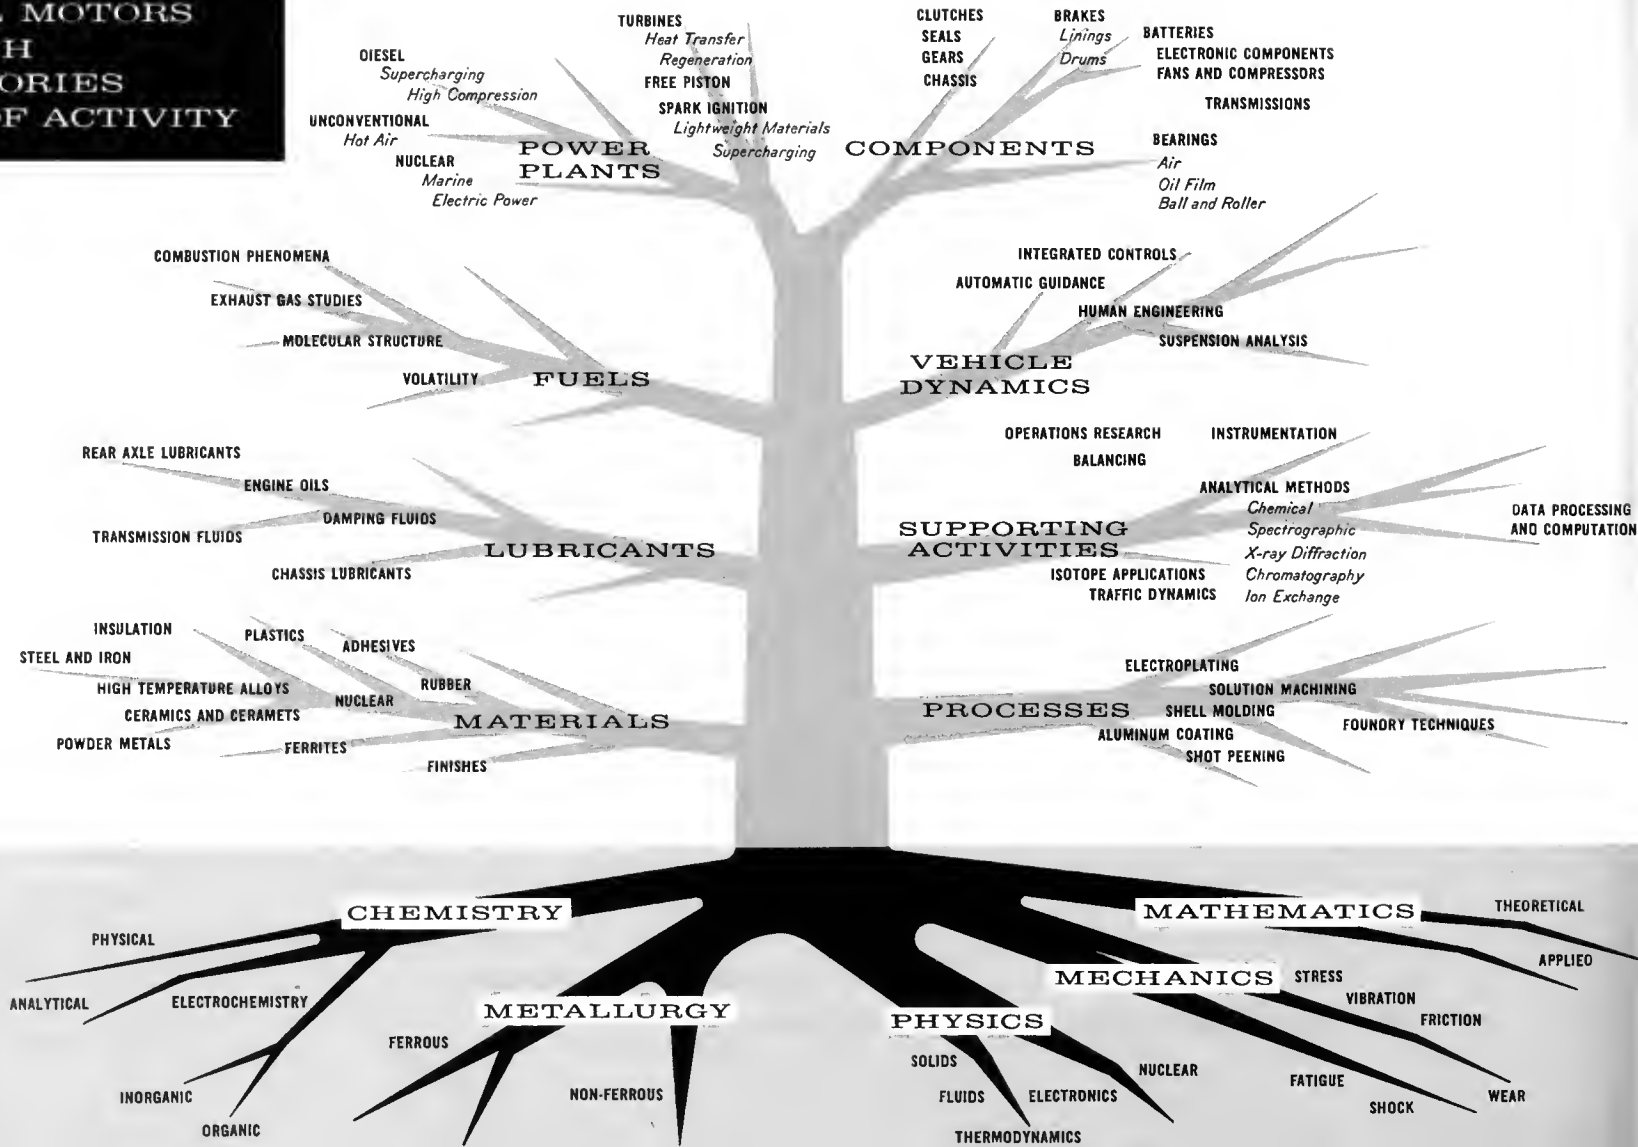 MOTORS
H
ORIES
OF ACTIVITY
TURBINES
Heat Transfer
Regeneration
FREE PISTON
SPARK IGNITION
Lightweight Materials
Supercharging
DIESEL
Supercharging
High Compression
UNCONVENTIONAL
Hot Air
NUCLEAR
Marine
Electric Power
POWER
PLANTS
CLUTCHES
SEALS
GEARS
CHASSIS
BRAKES
Linings
Drums
BATTERIES
ELECTRONIC COMPONENTS
FANS AND COMPRESSORS
TRANSMISSIONS
COMPONENTS
BEARINGS
Air
Oil Film
Ball and Roller
COMBUSTION PHENOMENA
EXHAUST GAS STUDIES
MOLECULAR STRUCTURE
VOLATILITY
FUELS
INTEGRATED CONTROLS
AUTOMATIC GUIDANCE
HUMAN ENGINEERING
SUSPENSION ANALYSIS
VEHICLE
DYNAMICS
REAR AXLE LUBRICANTS
ENGINE OILS
DAMPING FLUIDS
TRANSMISSION FLUIDS
CHASSIS LUBRICANTS
LUBRICANTS
OPERATIONS RESEARCH
BALANCING
INSTRUMENTATION
ANALYTICAL METHODS
Chemical
Spectrographic
X-ray Diffraction
Chromatography
Ion Exchange
DATA PROCESSING
AND COMPUTATION
SUPPORTING
ACTIVITIES
ISOTOPE APPLICATIONS
TRAFFIC DYNAMICS
INSULATION
PLASTICS
ADHESIVES
STEEL AND IRON
HIGH TEMPERATURE ALLOYS
NUCLEAR
RUBBER
CERAMICS AND CERAMETS
POWDER METALS
FERRITES
FINISHES
MATERIALS
ELECTROPLATING
SOLUTION MACHINING
PROCESSES
SHELL MOLDING
ALUMINUM COATING
SHOT PEENING
FOUNDRY TECHNIQUES
CHEMISTRY
PHYSICAL
ANALYTICAL
ELECTROCHEMISTRY
INORGANIC
ORGANIC
METALLURGY
FERROUS
NON-FERROUS
PHYSICS
SOLIDS
FLUIDS
THERMODYNAMICS
ELECTRONICS
NUCLEAR
MECHANICS
STRESS
VIBRATION
FRICTION
FATIGUE
SHOCK
WEAR
MATHEMATICS
THEORETICAL
APPLIED